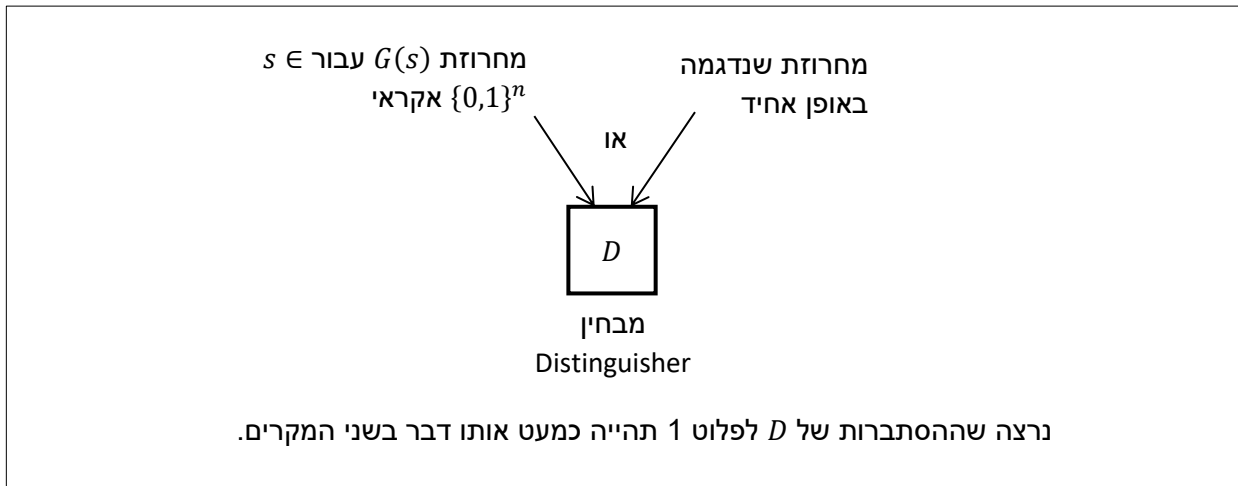 מחרוזת שנדגמה
באופן אחיד
מחרוזת G(s) עבור s ∈
{0,1}ⁿ אקראי
או
D
מבחין
Distinguisher
נרצה שההסתברות של D לפלוט 1 תהייה כמעט אותו דבר בשני המקרים.